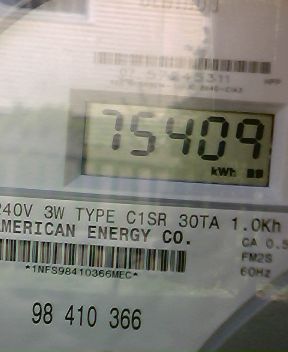 75409
kWh
240V 3W TYPE C1SR 30TA 1.0Kh
AMERICAN ENERGY CO.
CA 0.5
FM2S
*1NFS98410366MEC*
60Hz
98 410 366